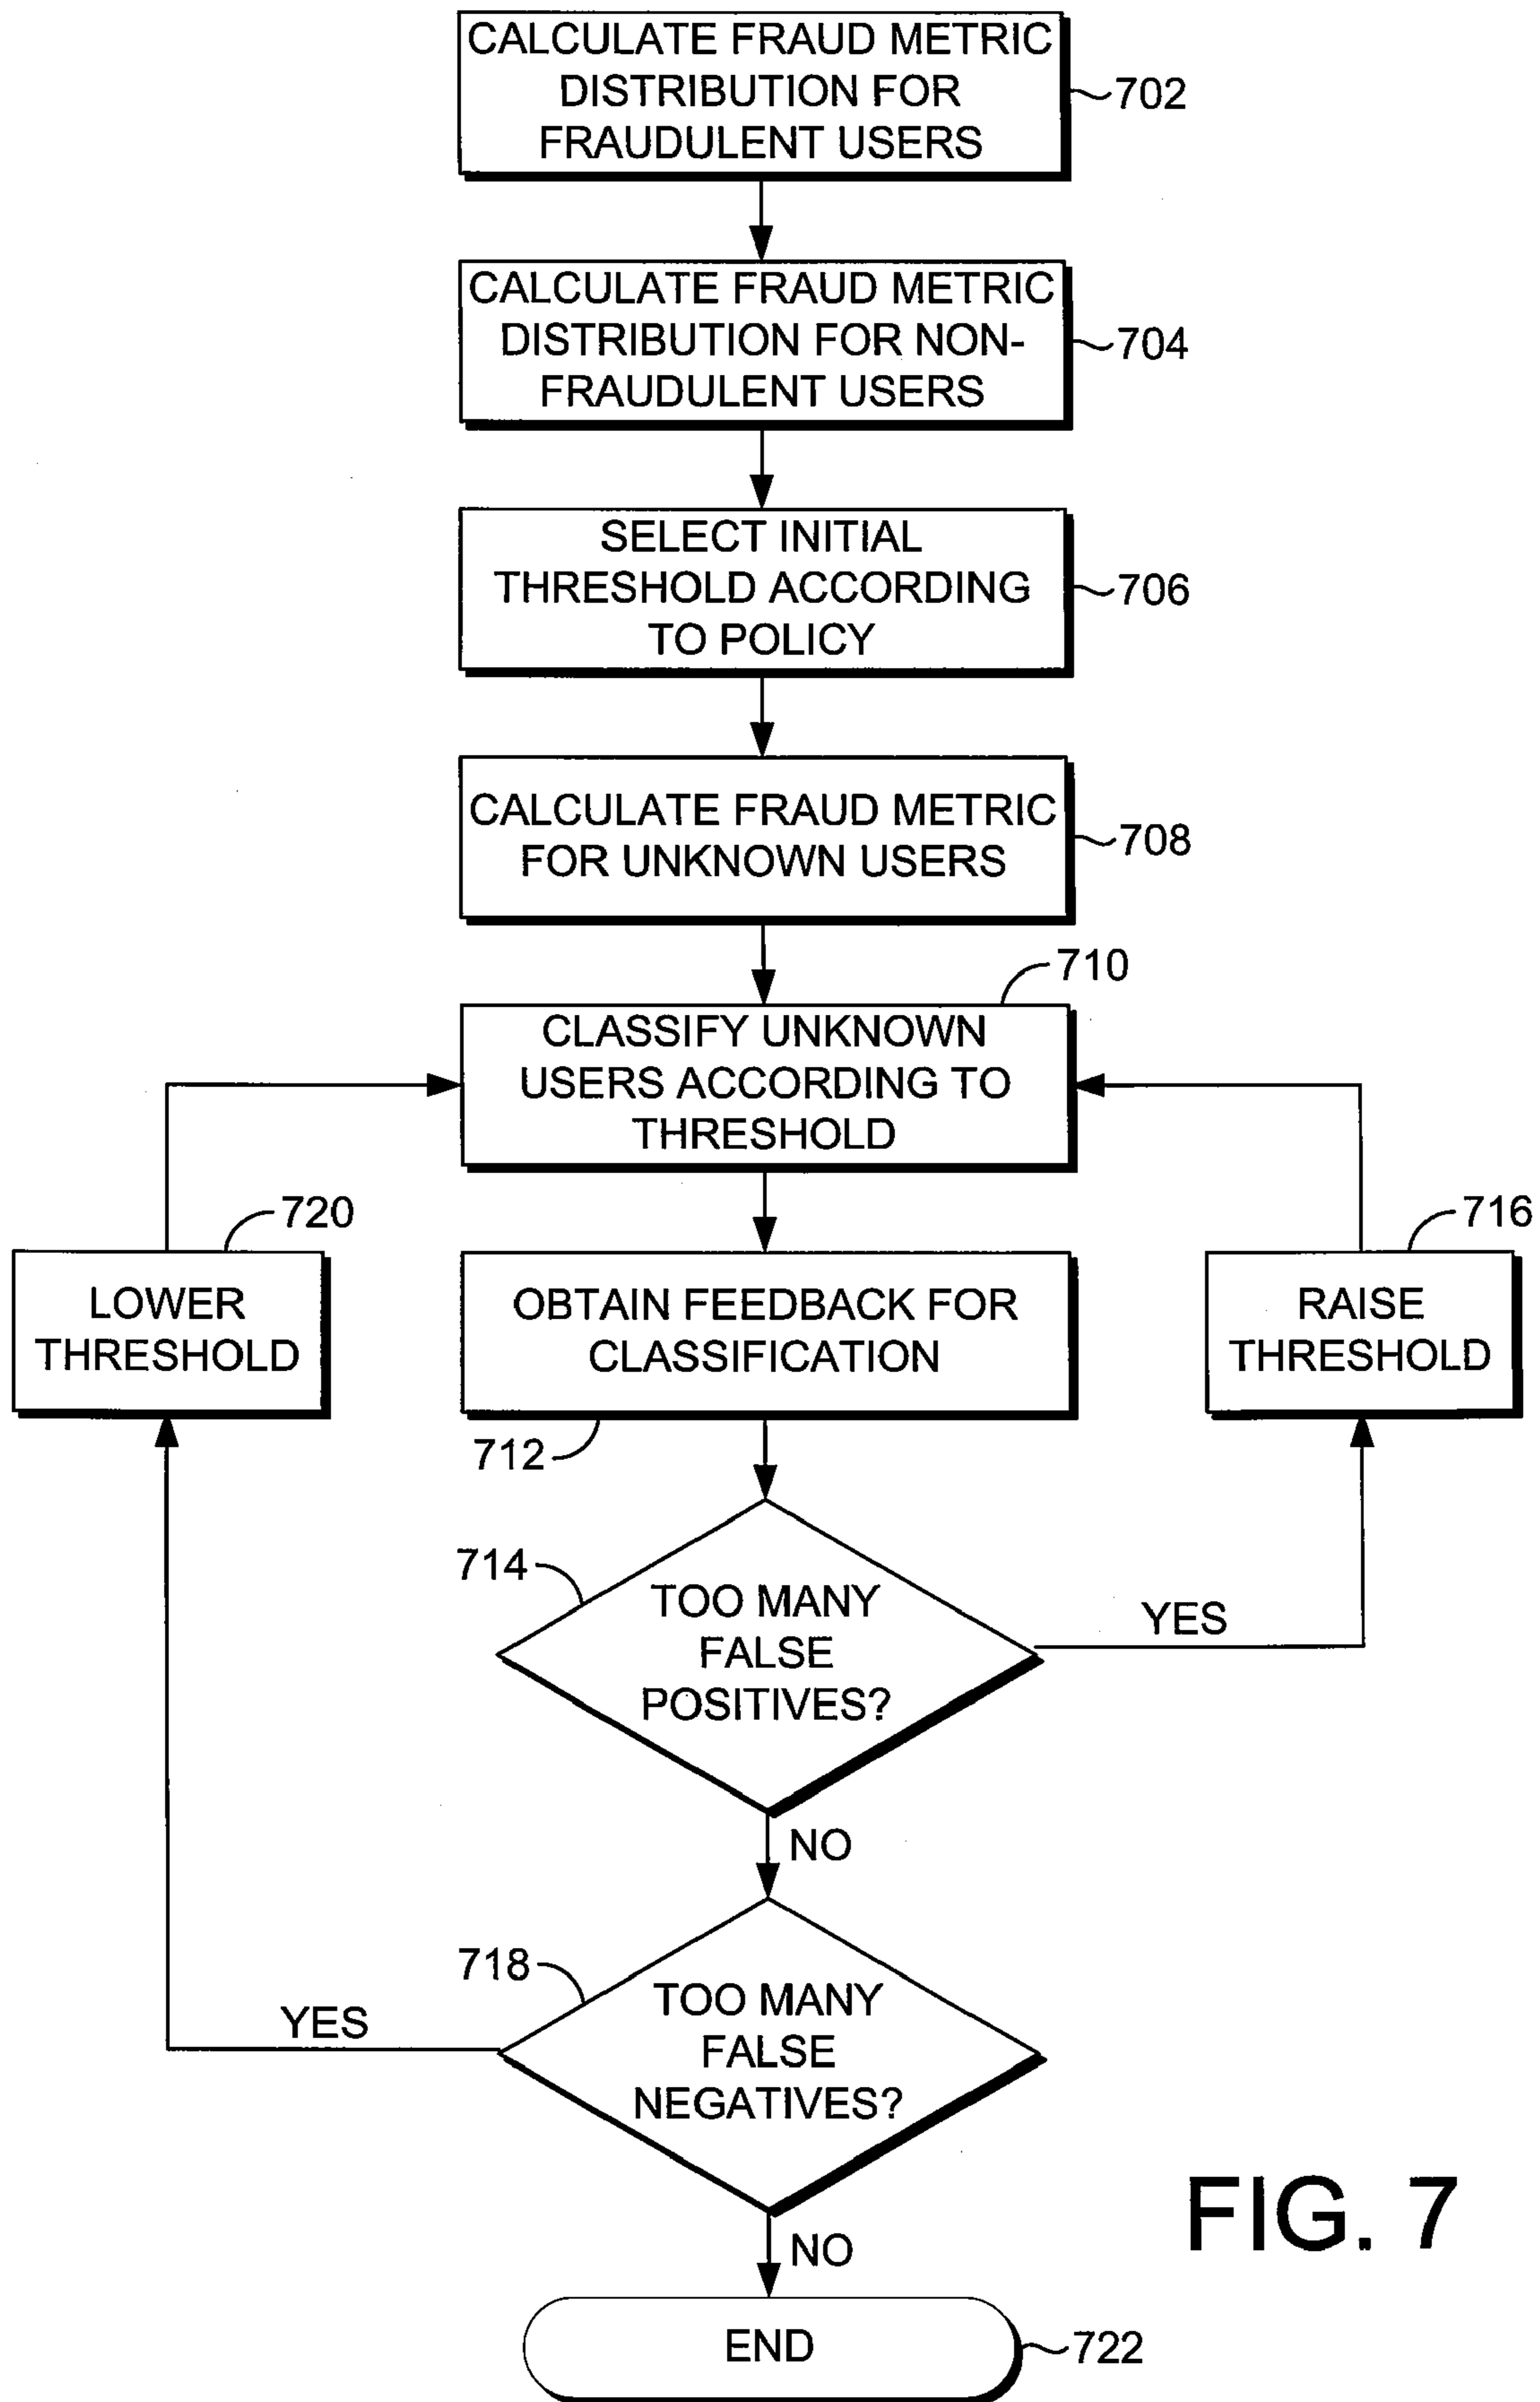 CALCULATE FRAUD METRIC
DISTRIBUTION FOR
FRAUDULENT USERS
702
CALCULATE FRAUD METRIC
DISTRIBUTION FOR NON-
FRAUDULENT USERS
704
SELECT INITIAL
THRESHOLD ACCORDING
TO POLICY
706
CALCULATE FRAUD METRIC
FOR UNKNOWN USERS
708
710
CLASSIFY UNKNOWN
USERS ACCORDING TO
THRESHOLD
720
LOWER
THRESHOLD
OBTAIN FEEDBACK FOR
CLASSIFICATION
712
716
RAISE
THRESHOLD
714
TOO MANY
FALSE
POSITIVES?
YES
NO
718
TOO MANY
FALSE
NEGATIVES?
YES
NO
END
722
FIG. 7